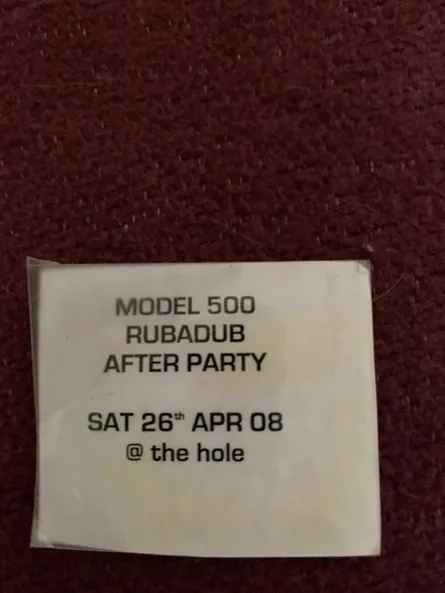 MODEL 500
RUBADUB
AFTER PARTY
SAT 26th APR 08
@ the hole